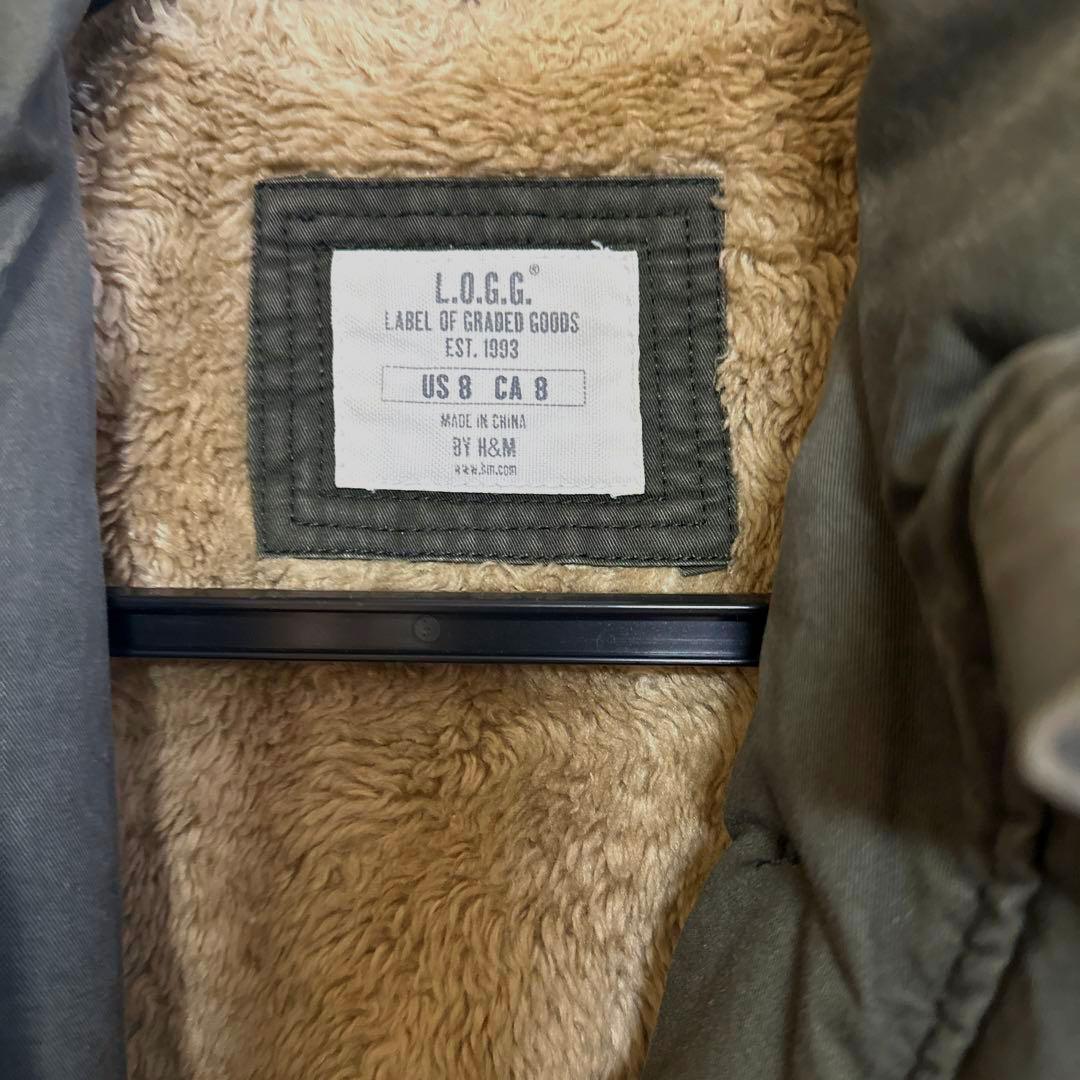 L.O.G.G.®
LABEL OF GRADED GOODS
EST. 1993
US 8 CA 8
MADE IN CHINA
BY H&M
www.hm.com